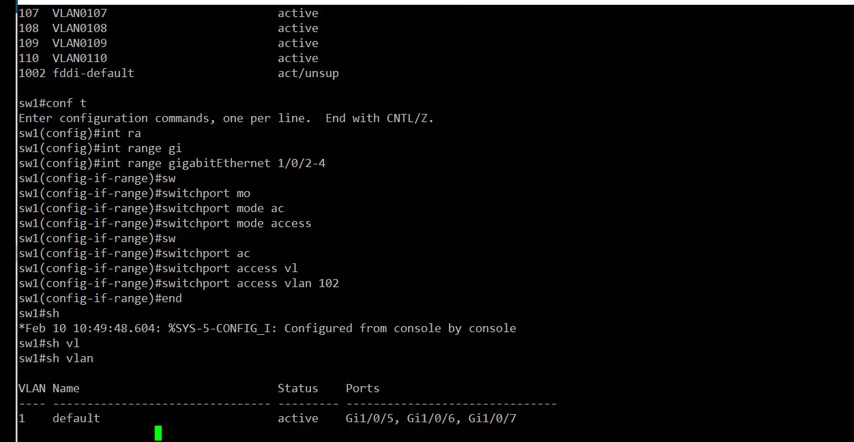 107  VLAN0107                         active
108  VLAN0108                         active
109  VLAN0109                         active
110  VLAN0110                         active
1002 fddi-default                     act/unsup
sw1#conf t
Enter configuration commands, one per line.  End with CNTL/Z.
sw1(config)#int ra
sw1(config)#int range gi
sw1(config)#int range gigabitEthernet 1/0/2-4
sw1(config-if-range)#sw
sw1(config-if-range)#switchport mo
sw1(config-if-range)#switchport mode ac
sw1(config-if-range)#switchport mode access
sw1(config-if-range)#sw
sw1(config-if-range)#switchport ac
sw1(config-if-range)#switchport access vl
sw1(config-if-range)#switchport access vlan 102
sw1(config-if-range)#end
sw1#sh
*Feb 10 10:49:48.604: %SYS-5-CONFIG_I: Configured from console by console
sw1#sh vl
sw1#sh vlan
VLAN Name                             Status    Ports
---- -------------------------------- --------- -------------------------------
1    default                          active    Gi1/0/5, Gi1/0/6, Gi1/0/7